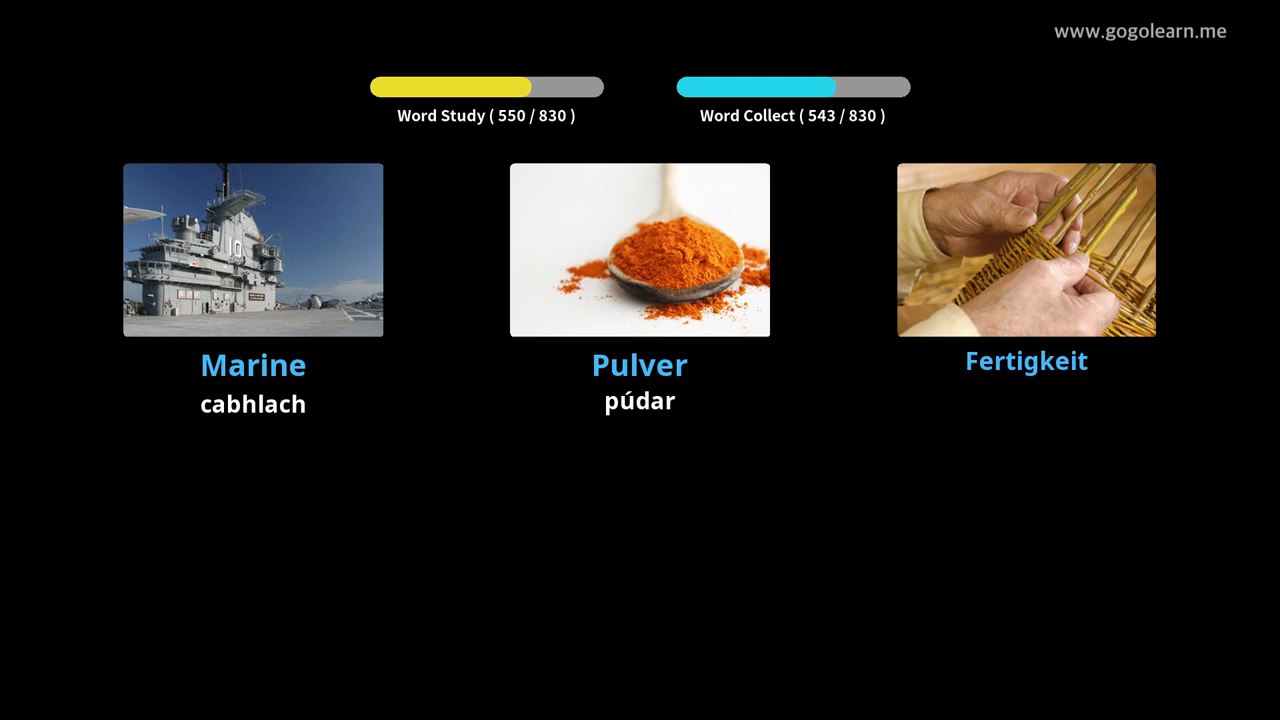 www.gogolearn.me
Word Study ( 550 / 830 )
Word Collect ( 543 / 830 )
Marine
cabhlach
Pulver
púdar
Fertigkeit